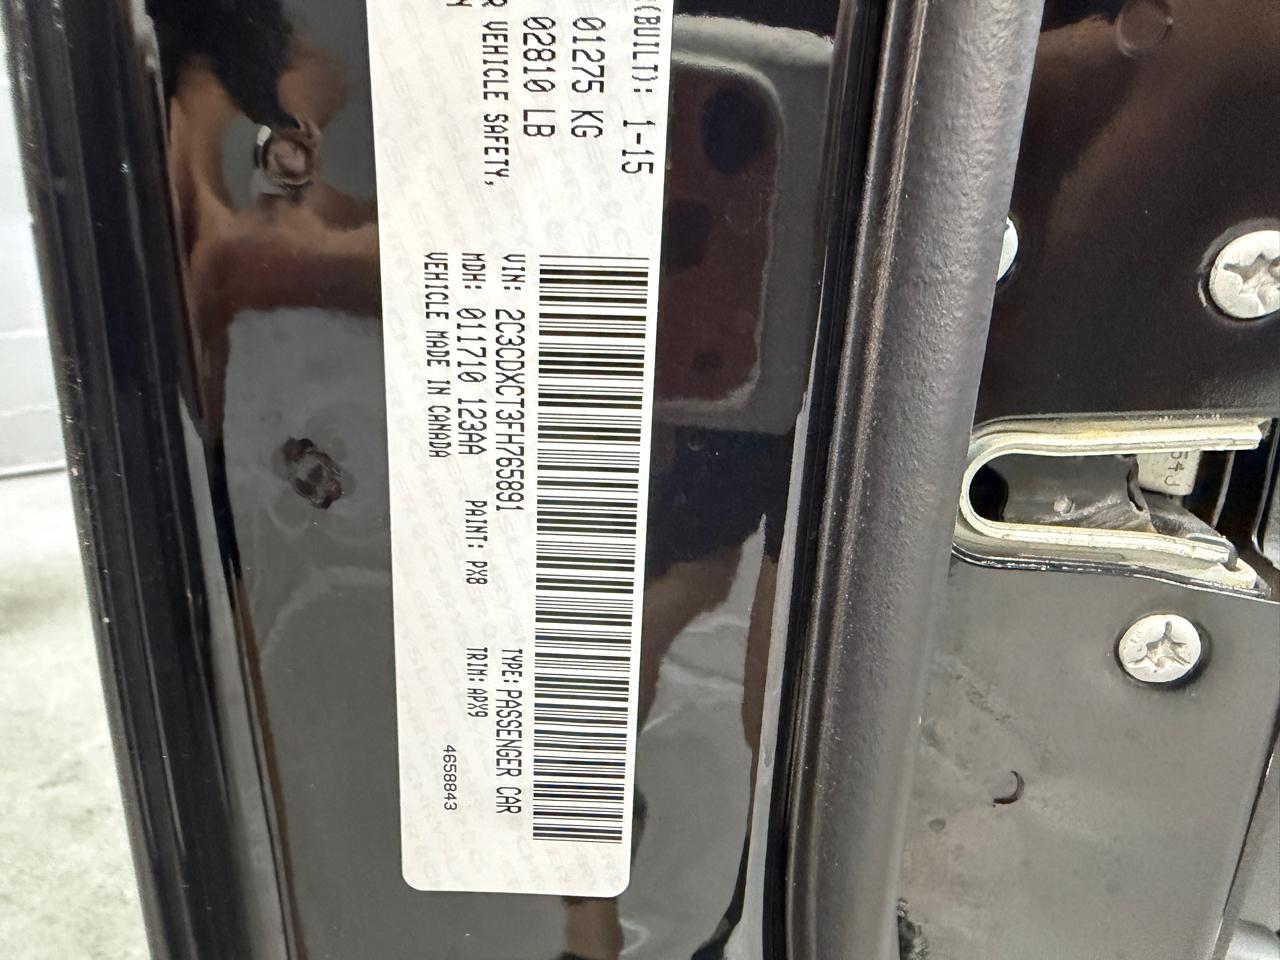 (BUILT): 1-15
01275 KG
02810 LB
R VEHICLE SAFETY,
VIN: 2C3CDXCT3FH765891
TYPE: PASSENGER CAR
MDH: 011710 123AA
PAINT: PX8
TRIM: APX9
VEHICLE MADE IN CANADA
4658843
54J